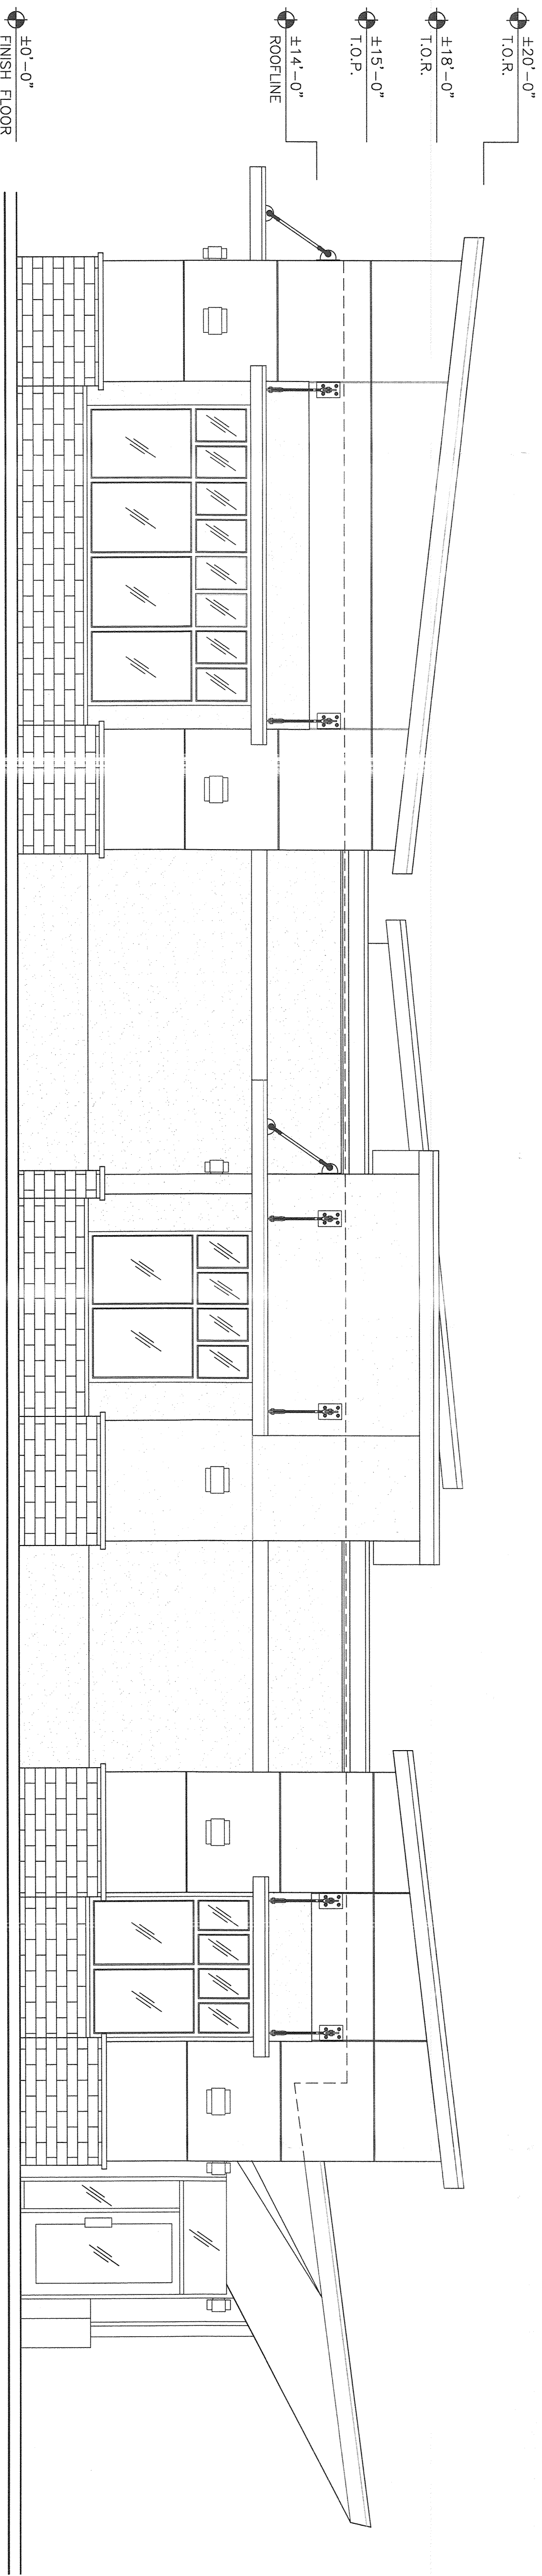 ±20'-0"
T.O.R.
±18'-0"
T.O.R.
±15'-0"
T.O.P.
±14'-0"
ROOFLINE
±0'-0"
FINISH FLOOR